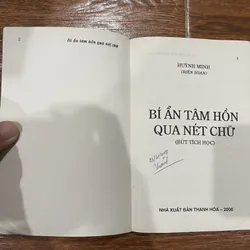 Bí ẩn tâm hồn qua nét chữ
HUỲNH MINH
(BIÊN SOẠN)
BÍ ẨN TÂM HỒN
QUA NÉT CHỮ
(BÚT TÍCH HỌC)
NHÀ XUẤT BẢN THANH HÓA - 2000